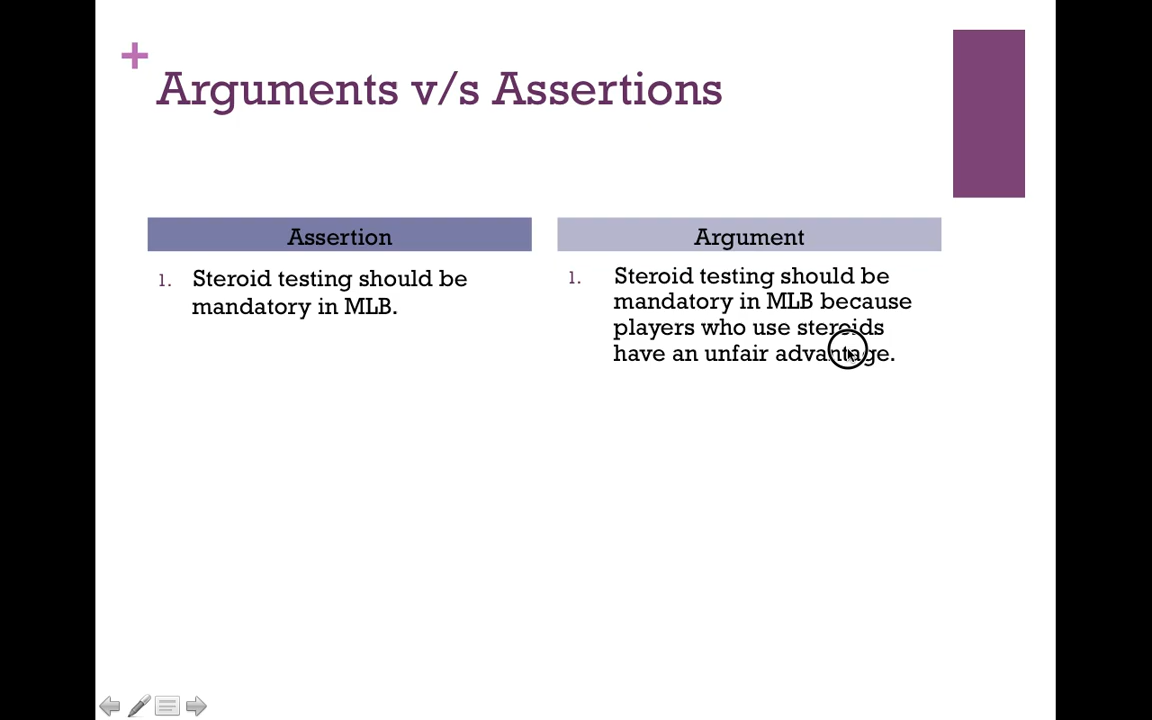 +
Arguments v/s Assertions
Assertion
1. Steroid testing should be
mandatory in MLB.
Argument
1. Steroid testing should be
mandatory in MLB because
players who use steroids
have an unfair advantage.